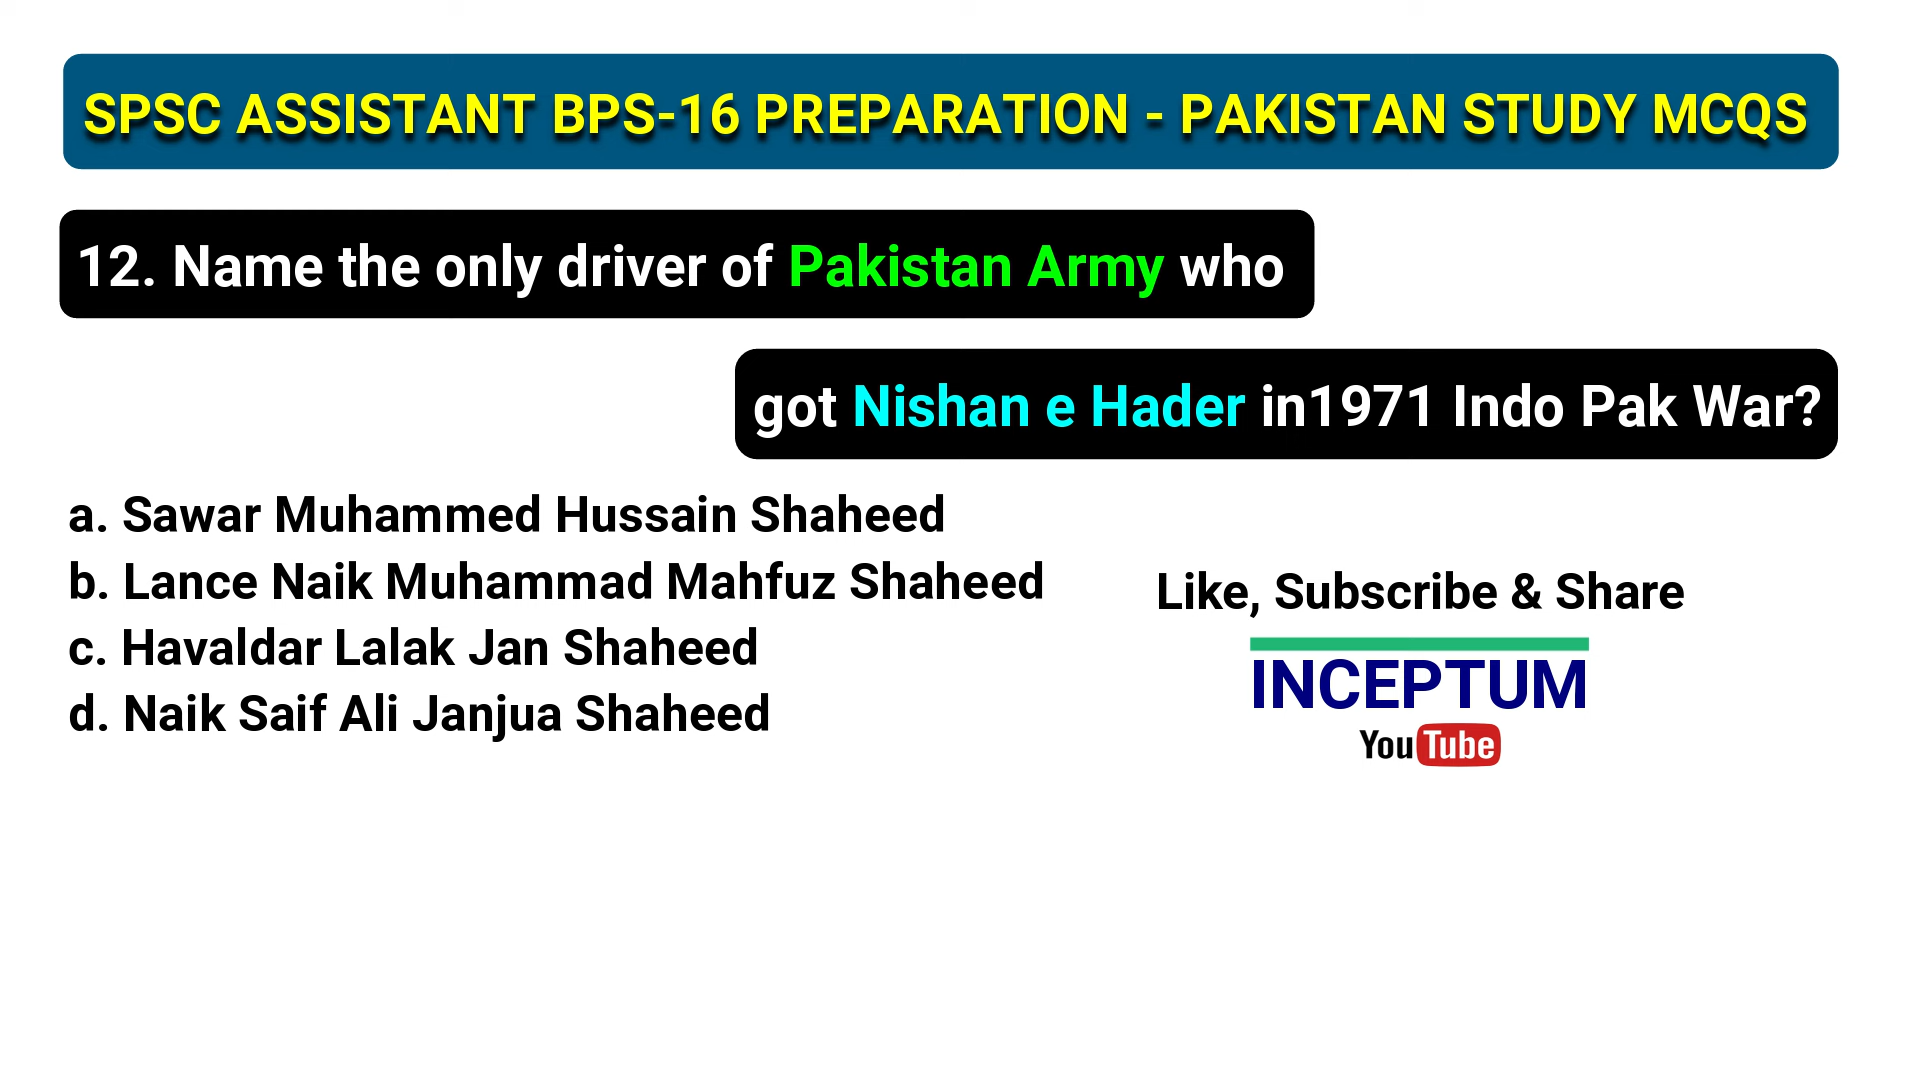 SPSC ASSISTANT BPS-16 PREPARATION - PAKISTAN STUDY MCQS
12. Name the only driver of Pakistan Army who
got Nishan e Hader in1971 Indo Pak War?
a. Sawar Muhammed Hussain Shaheed
b. Lance Naik Muhammad Mahfuz Shaheed
c. Havaldar Lalak Jan Shaheed
d. Naik Saif Ali Janjua Shaheed
Like, Subscribe & Share
INCEPTUM
YouTube